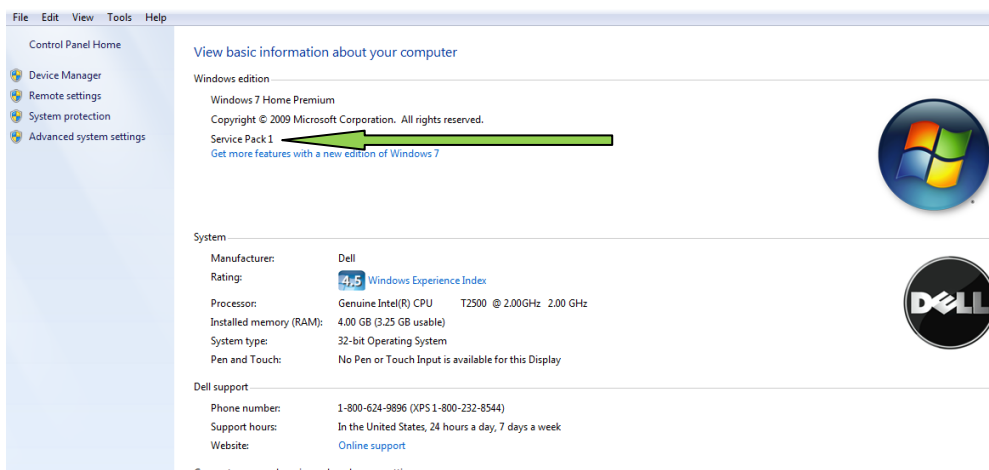 File Edit View Tools Help
Control Panel Home
Device Manager
Remote settings
System protection
Advanced system settings
View basic information about your computer
Windows edition
Windows 7 Home Premium
Copyright © 2009 Microsoft Corporation. All rights reserved.
Service Pack 1
Get more features with a new edition of Windows 7
System
Manufacturer: Dell
Rating: 4.5 Windows Experience Index
Processor: Genuine Intel(R) CPU T2500 @ 2.00GHz 2.00 GHz
Installed memory (RAM): 4.00 GB (3.25 GB usable)
System type: 32-bit Operating System
Pen and Touch: No Pen or Touch Input is available for this Display
DELL
Dell support
Phone number: 1-800-624-9896 (XPS 1-800-232-8544)
Support hours: In the United States, 24 hours a day, 7 days a week
Website: Online support